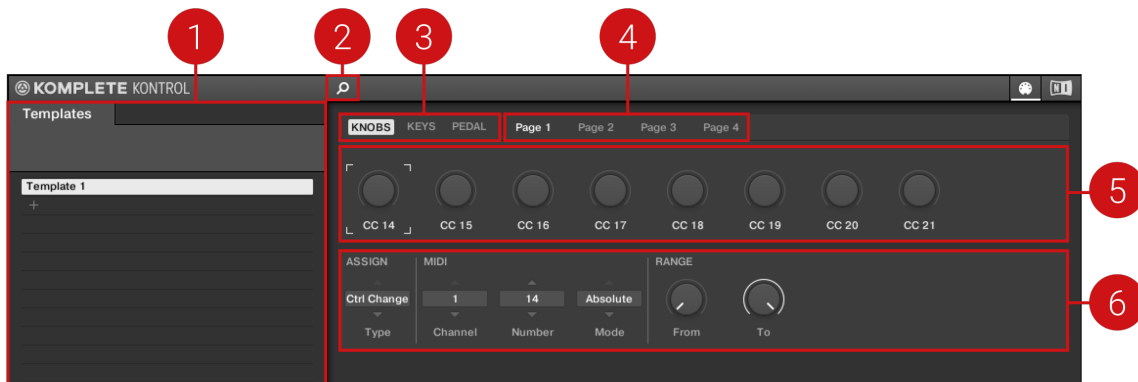 1 2 3 4
KOMPLETE KONTROL
Templates
KNOBS KEYS PEDAL Page 1 Page 2 Page 3 Page 4
Template 1
+
CC 14 CC 15 CC 16 CC 17 CC 18 CC 19 CC 20 CC 21
5
ASSIGN MIDI RANGE
Ctrl Change 1 14 Absolute
Type Channel Number Mode From To
6
NI